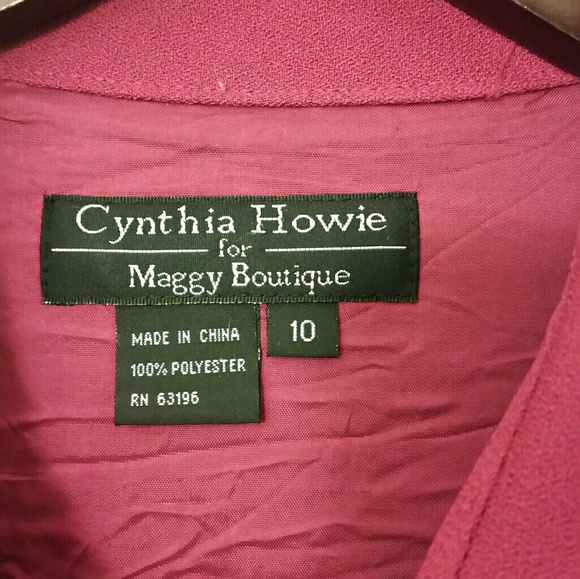 Cynthia Howie
for
Maggy Boutique
MADE IN CHINA
100% POLYESTER
RN 63196
10